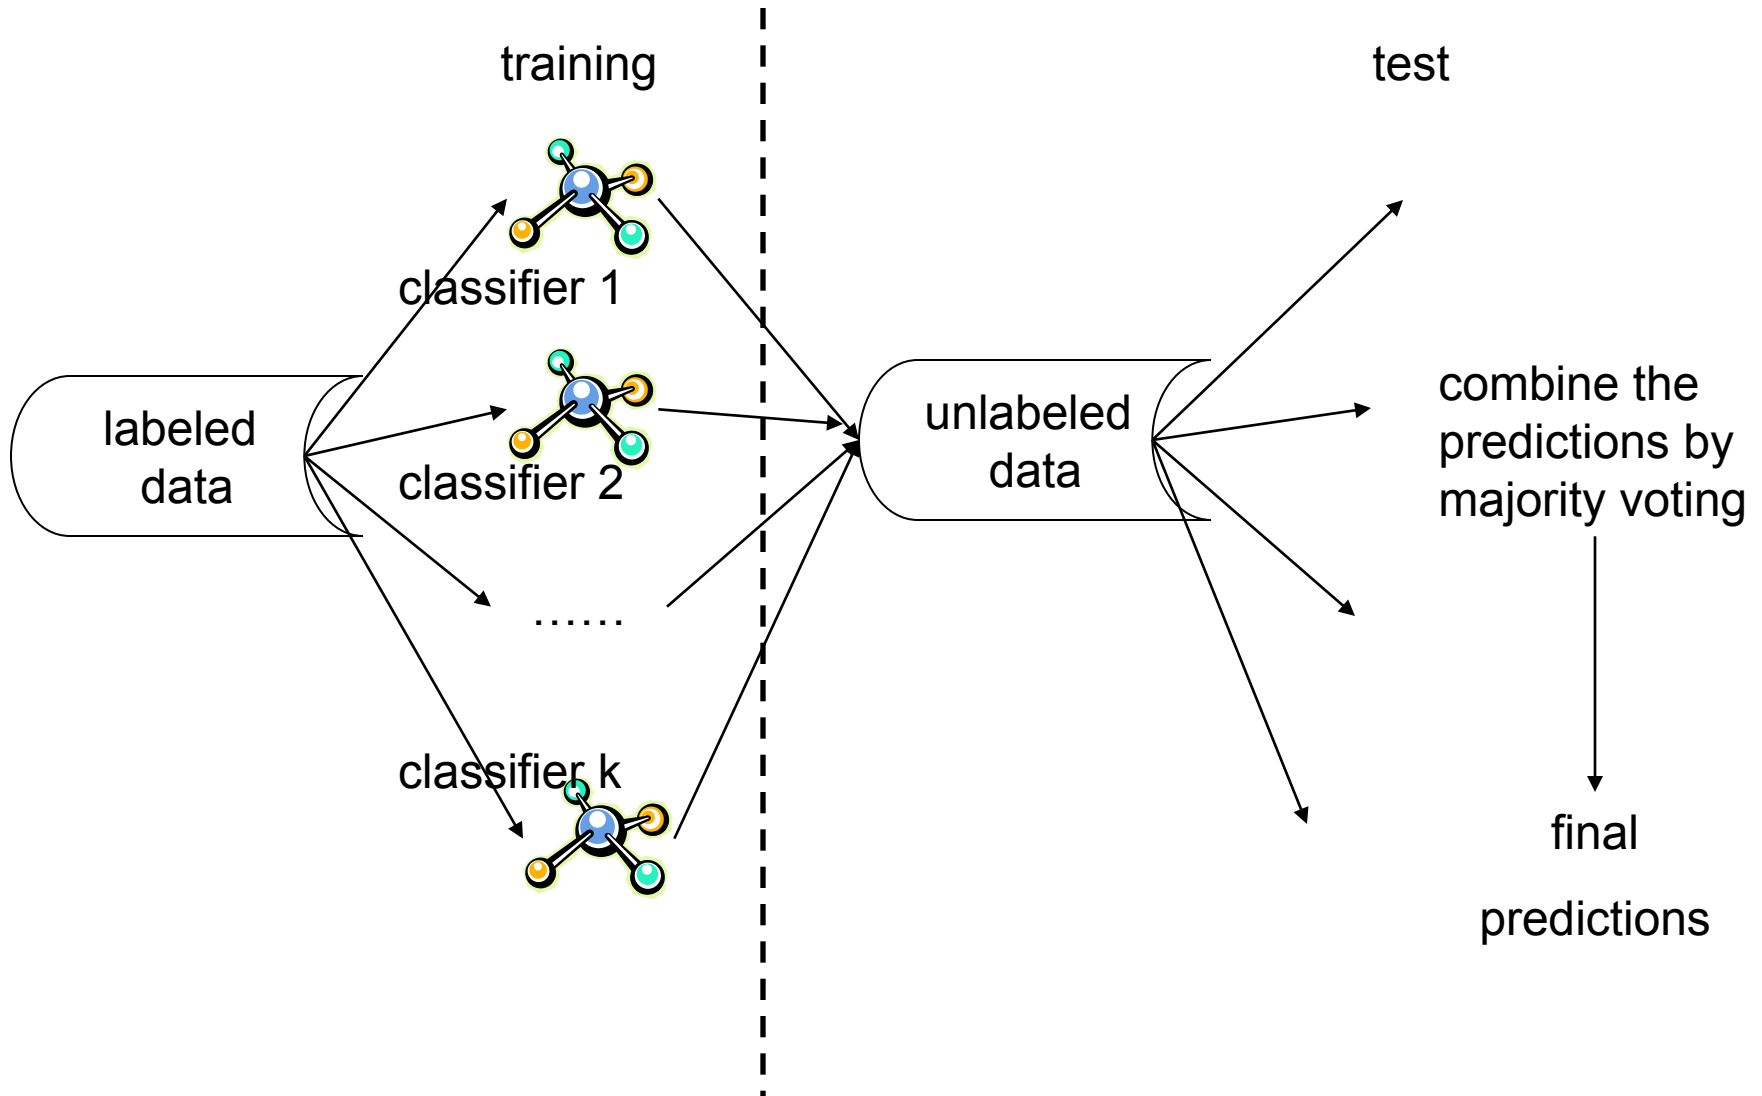 training
test
classifier 1
labeled
data
classifier 2
……
classifier k
unlabeled
data
combine the
predictions by
majority voting
final
predictions